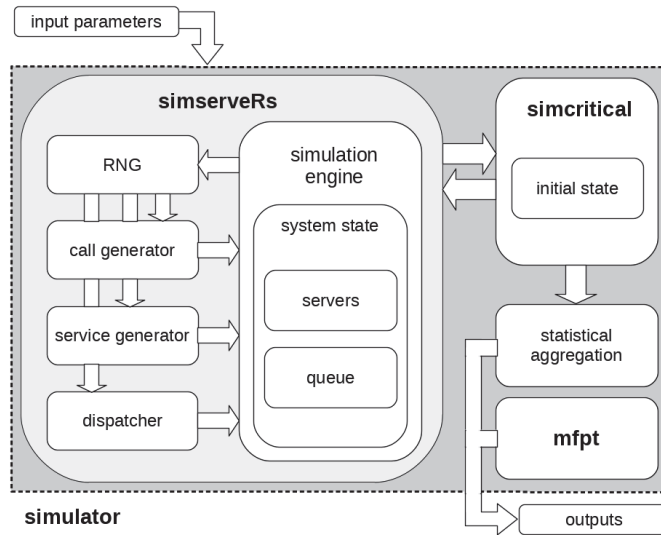 input parameters
simserveRs
RNG
call generator
service generator
dispatcher
simulation
engine
system state
servers
queue
simcritical
initial state
statistical
aggregation
mfpt
simulator
outputs